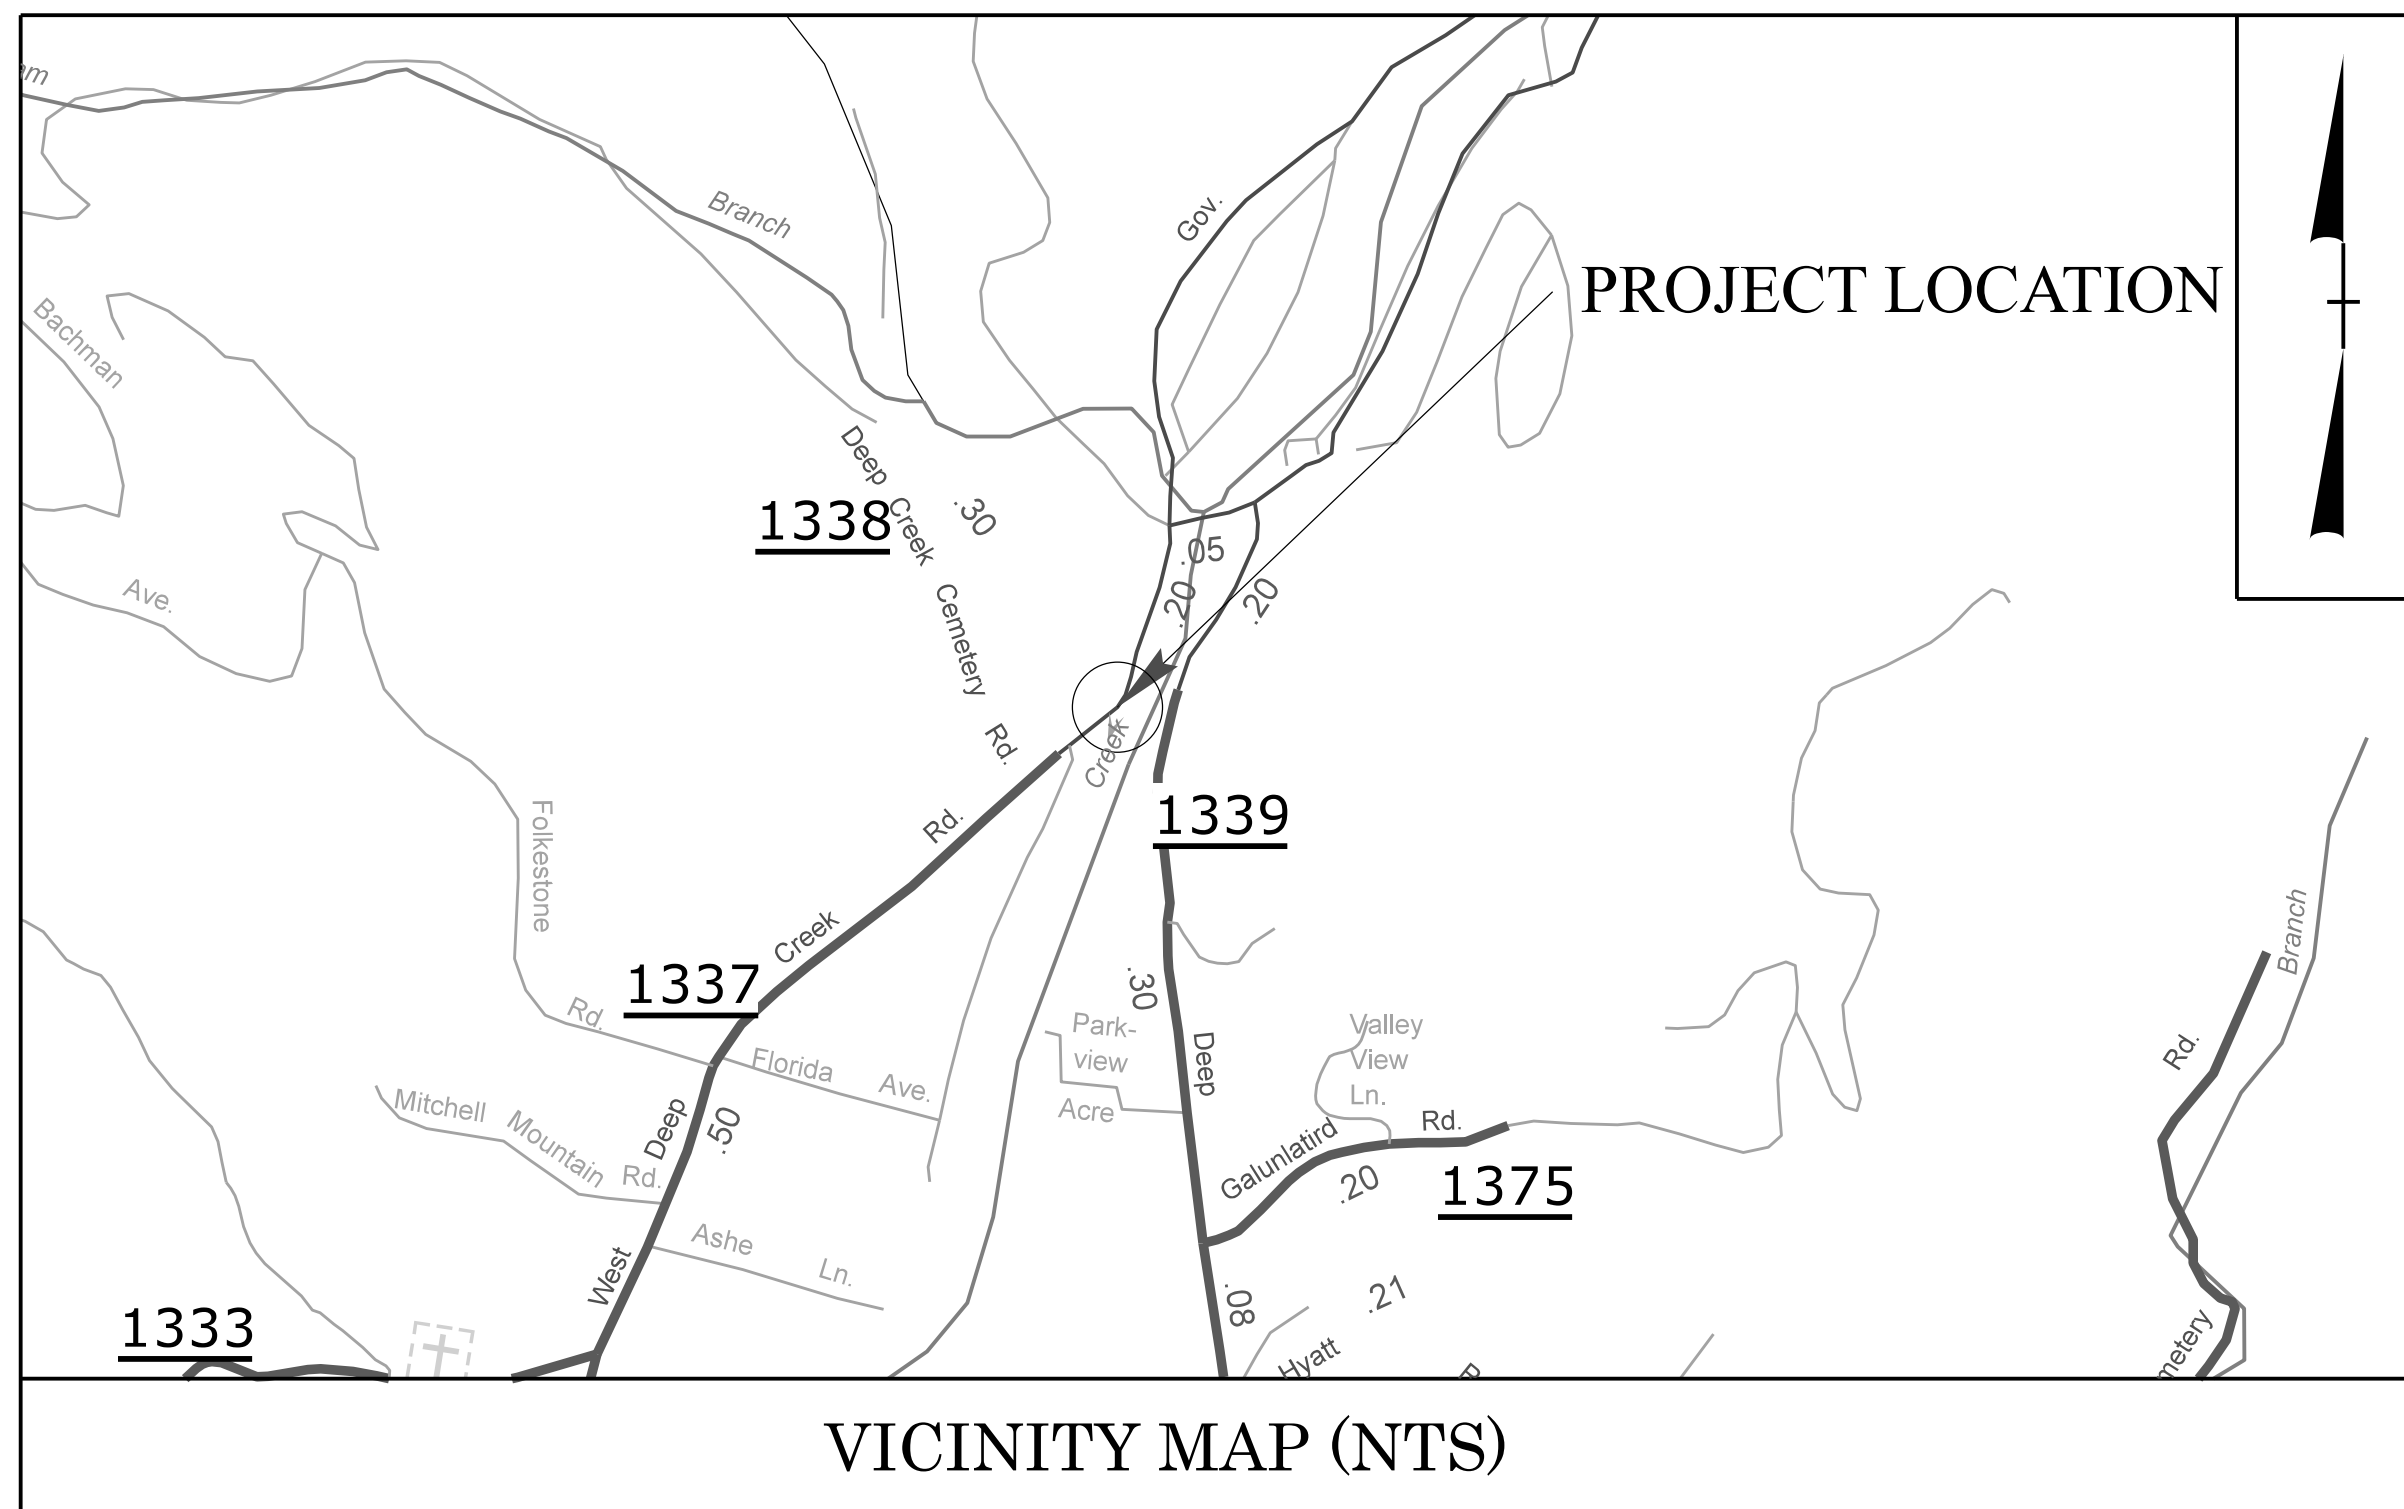 Branch
Gov.
PROJECT LOCATION
Bachman
Ave.
Deep Creek Cemetery Rd.
1338
.30
.05
.20
.20
Creek
1339
Folkestone
Rd.
West Deep Creek Rd.
1337
.50
Florida Ave.
Mitchell Mountain Rd.
Ashe Ln.
1333
Park-
view
Acre
.30
Deep
Valley
View
Ln.
Galunlatird Rd.
.20
1375
.08
.21
Hyatt
Branch
Rd.
VICINITY MAP (NTS)